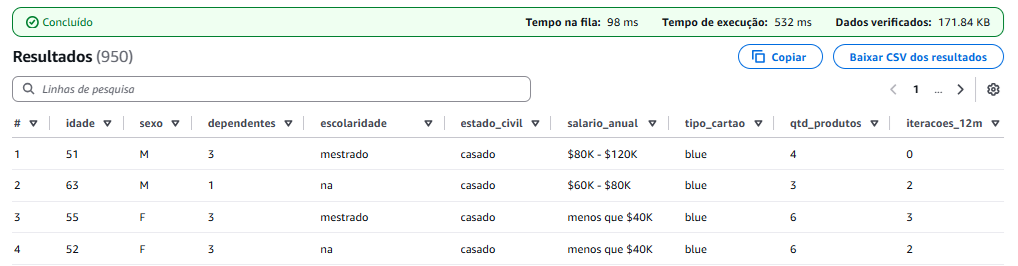 Concluído Tempo na fila: 98 ms Tempo de execução: 532 ms Dados verificados: 171.84 KB
Resultados (950) Copiar Baixar CSV dos resultados
Linhas de pesquisa 1 ...
# idade sexo dependentes escolaridade estado_civil salario_anual tipo_cartao qtd_produtos iteracoes_12m
1 51 M 3 mestrado casado $80K - $120K blue 4 0
2 63 M 1 na casado $60K - $80K blue 3 2
3 55 F 3 mestrado casado menos que $40K blue 6 3
4 52 F 3 na casado menos que $40K blue 6 2